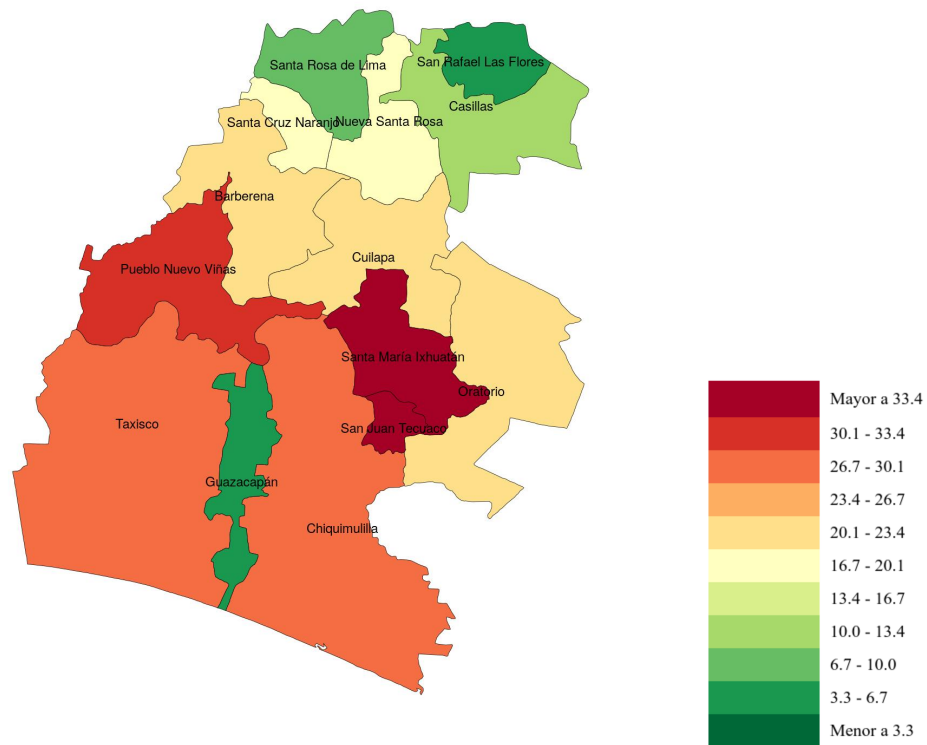 Santa Rosa de Lima
San Rafael Las Flores
Casillas
Santa Cruz Naranjo
Nueva Santa Rosa
Barberena
Cuilapa
Pueblo Nuevo Viñas
Santa María Ixhuatán
Oratorio
Taxisco
San Juan Tecuaco
Guazacapán
Chiquimulilla
Mayor a 33.4
30.1 - 33.4
26.7 - 30.1
23.4 - 26.7
20.1 - 23.4
16.7 - 20.1
13.4 - 16.7
10.0 - 13.4
6.7 - 10.0
3.3 - 6.7
Menor a 3.3